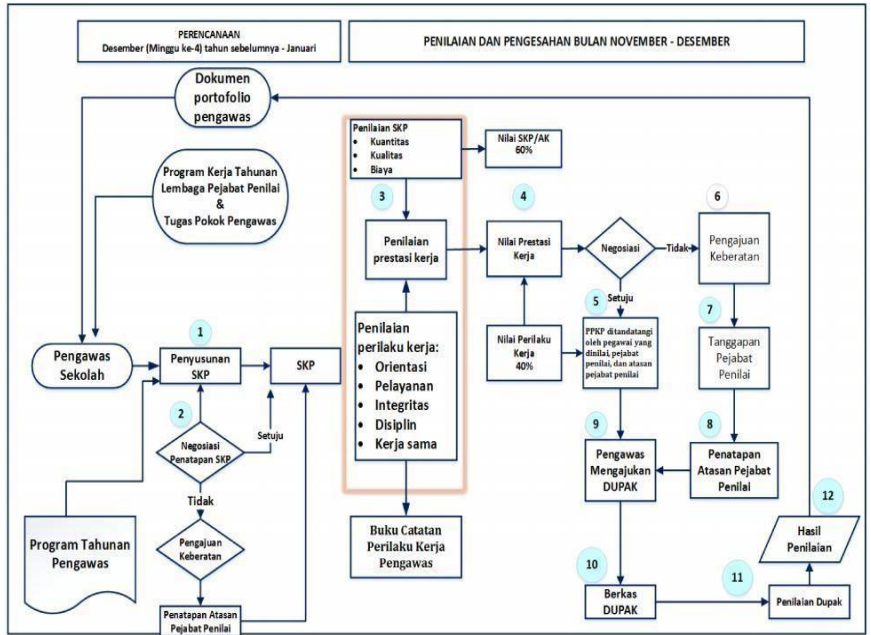 PERENCANAAN
Desember (Minggu ke-4) tahun sebelumnya - Januari
PENILAIAN DAN PENGESAHAN BULAN NOVEMBER - DESEMBER
Dokumen
portofolio
pengawas
Program Kerja Tahunan
Lembaga Pejabat Penilai
&
Tugas Pokok Pengawas
1
Pengawas
Sekolah
Penyusunan
SKP
SKP
2
Negosiasi
Penatapan SKP
Setuju
Tidak
Program Tahunan
Pengawas
Pengajuan
Keberatan
Penatapan Atasan
Pejabat Penilai
Penilaian SKP
• Kuantitas
• Kualitas
• Biaya
Nilai SKP/AK
60%
3
Penilaian
prestasi kerja
Penilaian
perilaku kerja:
• Orientasi
• Pelayanan
• Integritas
• Disiplin
• Kerja sama
Buku Catatan
Perilaku Kerja
Pengawas
4
Nilai Prestasi
Kerja
Nilai Perilaku
Kerja
40%
Negosiasi
Tidak
Setuju
5
PPKP ditandatangi
oleh pegawai yang
dinilai, pejabat
penilai, dan atasan
pejabat penilai
6
Pengajuan
Keberatan
7
Tanggapan
Pejabat
Penilai
8
Penatapan
Atasan Pejabat
Penilai
9
Pengawas
Mengajukan
DUPAK
10
Berkas
DUPAK
11
Penilaian Dupak
12
Hasil
Penilaian